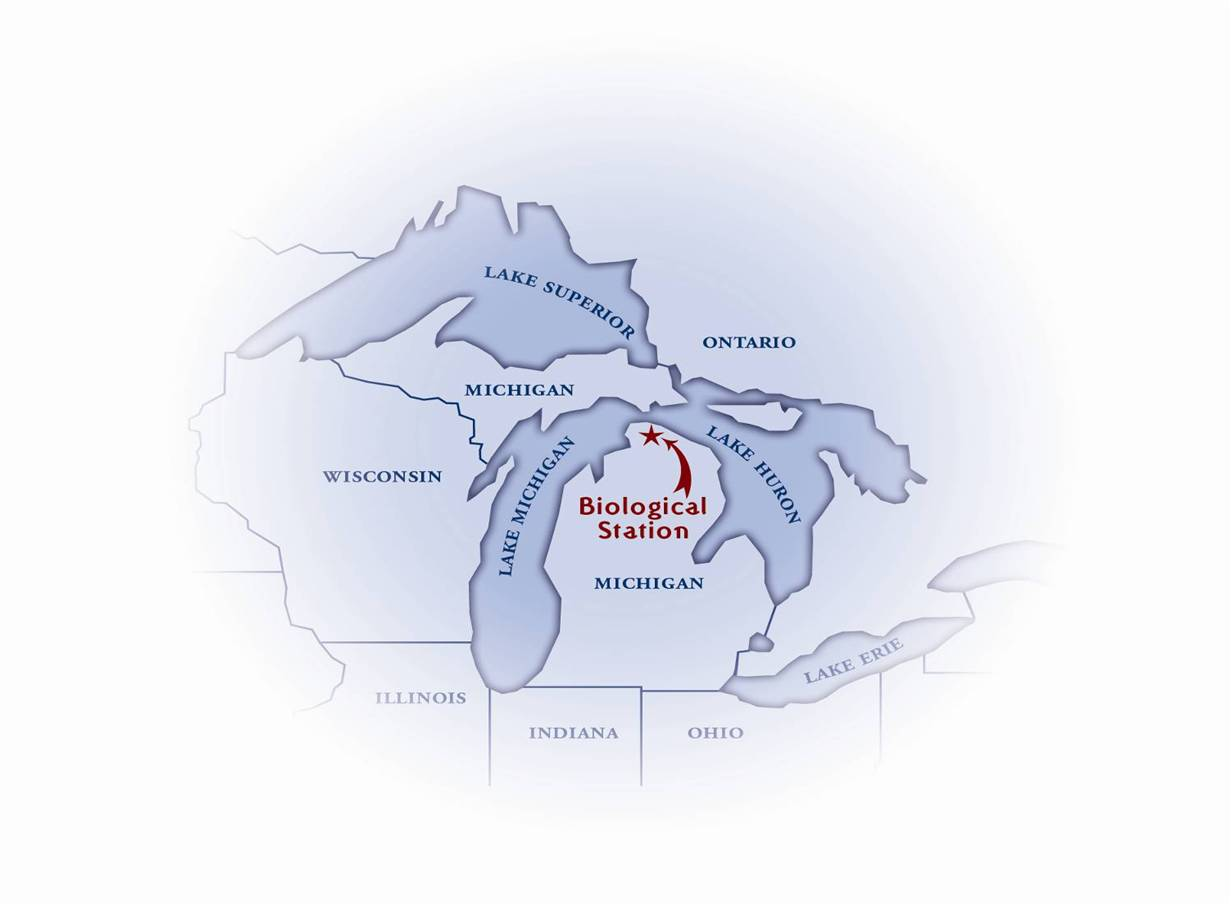 LAKE SUPERIOR
ONTARIO
MICHIGAN
LAKE MICHIGAN
LAKE HURON
WISCONSIN
Biological
Station
MICHIGAN
LAKE ERIE
ILLINOIS
INDIANA
OHIO